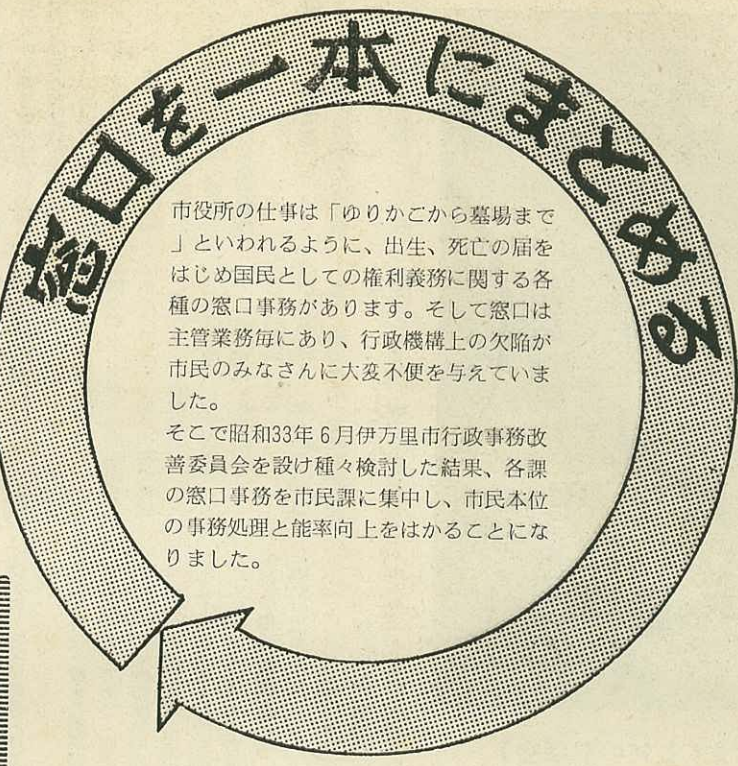 窓口を一本にまとめる
市役所の仕事は「ゆりかごから墓場まで
」といわれるように、出生、死亡の届を
はじめ国民としての権利義務に関する各
種の窓口事務があります。そして窓口は
主管業務毎にあり、行政機構上の欠陥が
市民のみなさんに大変不便を与えていま
した。
そこで昭和33年6月伊万里市行政事務改
善委員会を設け種々検討した結果、各課
の窓口事務を市民課に集中し、市民本位
の事務処理と能率向上をはかることにな
りました。